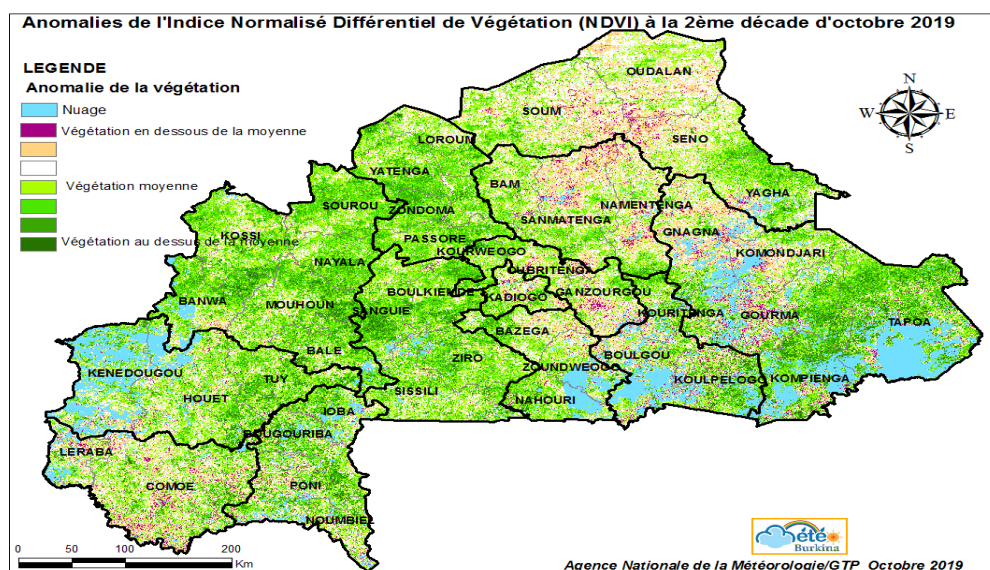 Anomalies de l'Indice Normalisé Différentiel de Végétation (NDVI) à la 2ème décade d'octobre 2019
LEGENDE
Anomalie de la végétation
Nuage
Végétation en dessous de la moyenne
Végétation moyenne
Végétation au dessus de la moyenne
N
W
E
S
OUDALAN
SOUM
SENO
LOROUM
YATENGA
BAM
YAGHA
SOUROU
ZONDOMA
NAMENTENGA
SANMATENGA
GNAGNA
KOSSI
PASSORE
KOURWEOGO
KOMONDJARI
NAYALA
OUBRITENGA
BOULKIENDE
BANWA
MOUHOUN
KADIOGO
GANZOURGOU
SANGUIE
KOURITENGA
GOURMA
TAPOA
BAZEGA
BALE
ZIRO
ZOUNDWEOGO
BOULGOU
KENEDOUGOU
TUY
KOULPELOGO
KOMPIENGA
SISSILI
HOUET
NAHOURI
IOBA
BOUGOURIBA
LERABA
COMOE
PONI
NOUMBIEL
0 50 100 200
Km
Météo
Burkina
Agence Nationale de la Météorologie/GTP Octobre 2019